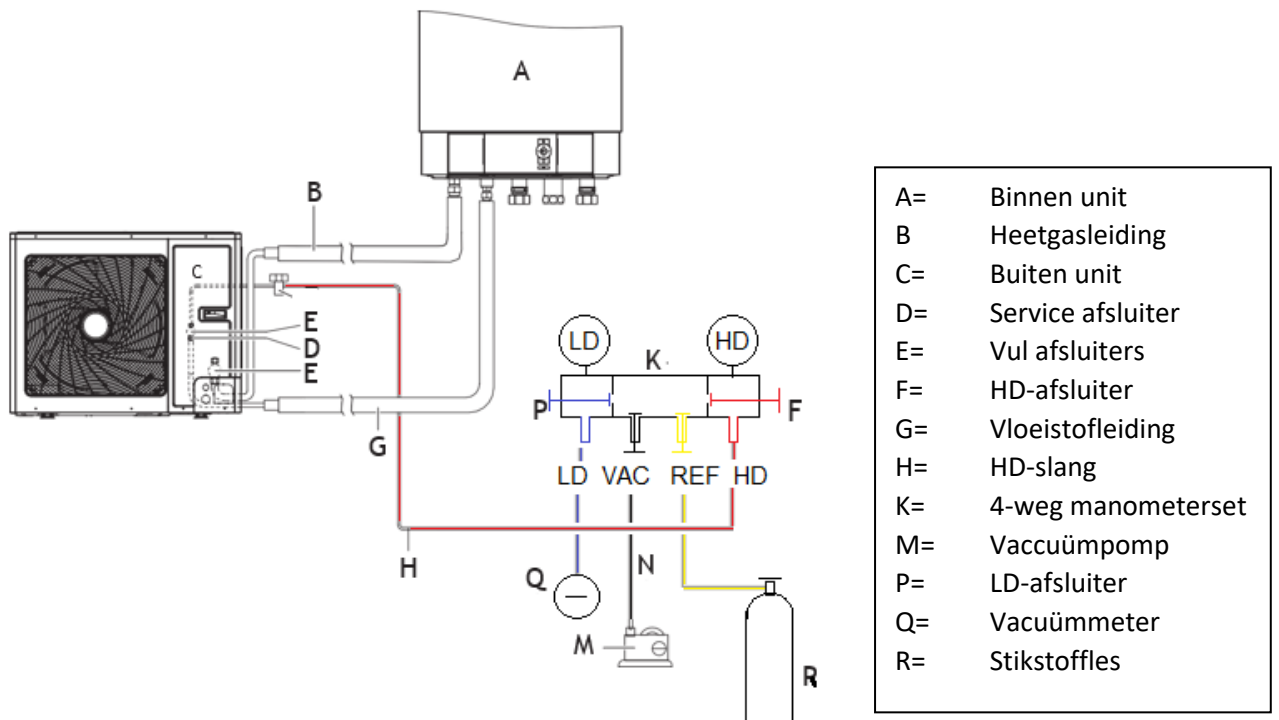 A
B
C
E
D
E
LD
K
HD
P
F
G
LD VAC REF HD
H
Q
N
M
R
A= Binnen unit
B Heetgasleiding
C= Buiten unit
D= Service afsluiter
E= Vul afsluiters
F= HD-afsluiter
G= Vloeistofleiding
H= HD-slang
K= 4-weg manometerset
M= Vaccuümpomp
P= LD-afsluiter
Q= Vacuümmeter
R= Stikstoffles